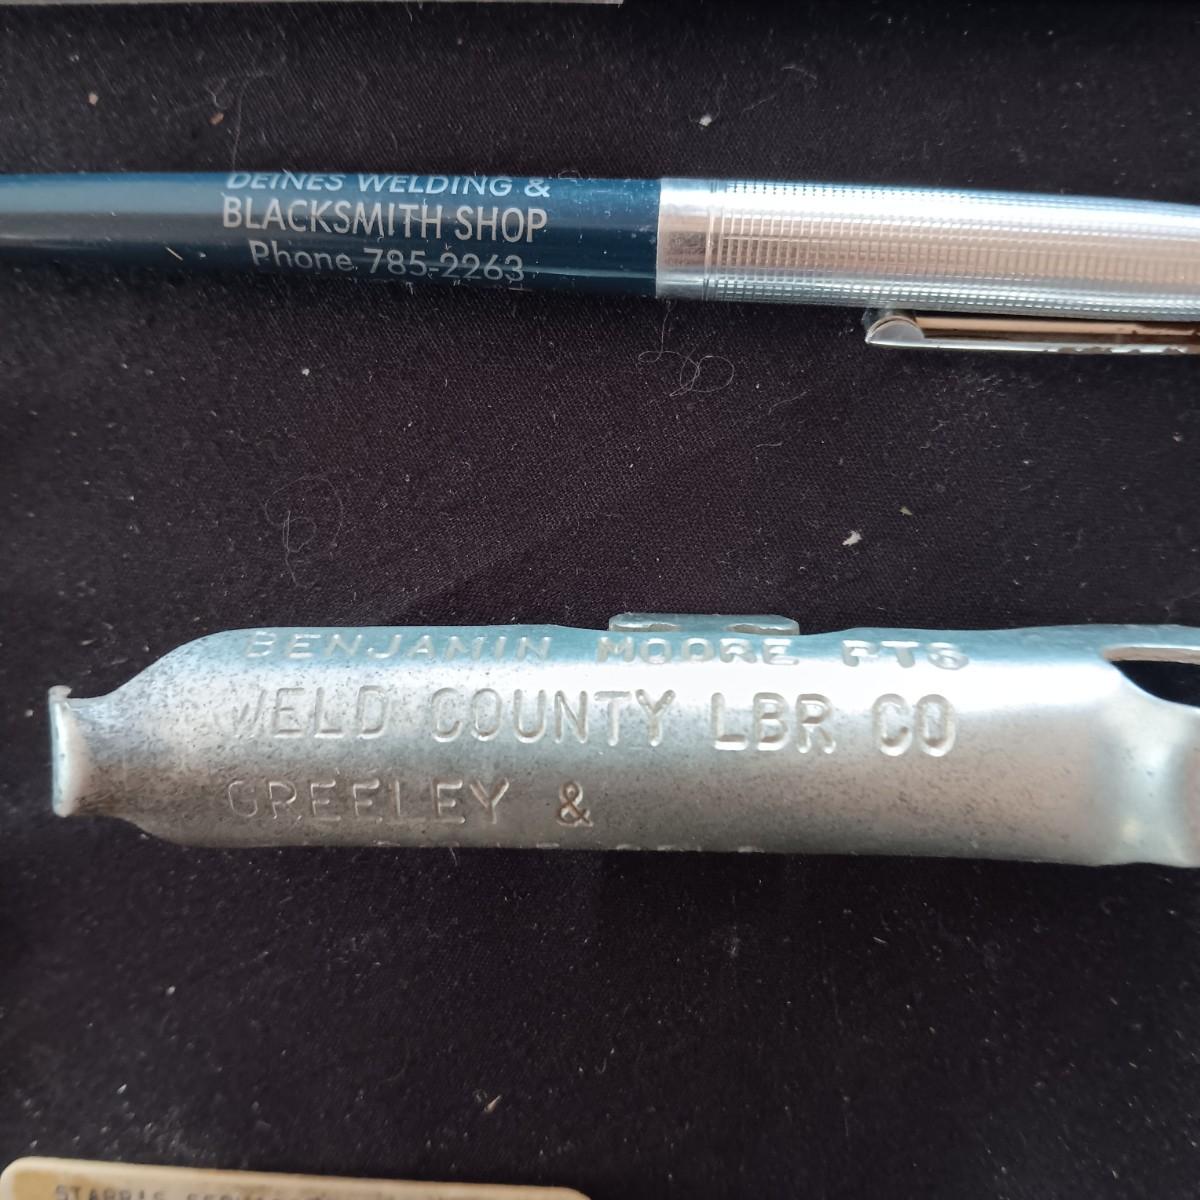 DEINES WELDING &
BLACKSMITH SHOP
Phone 785-2263
BENJAMIN MOORE PTS
WELD COUNTY LBR CO
GREELEY &